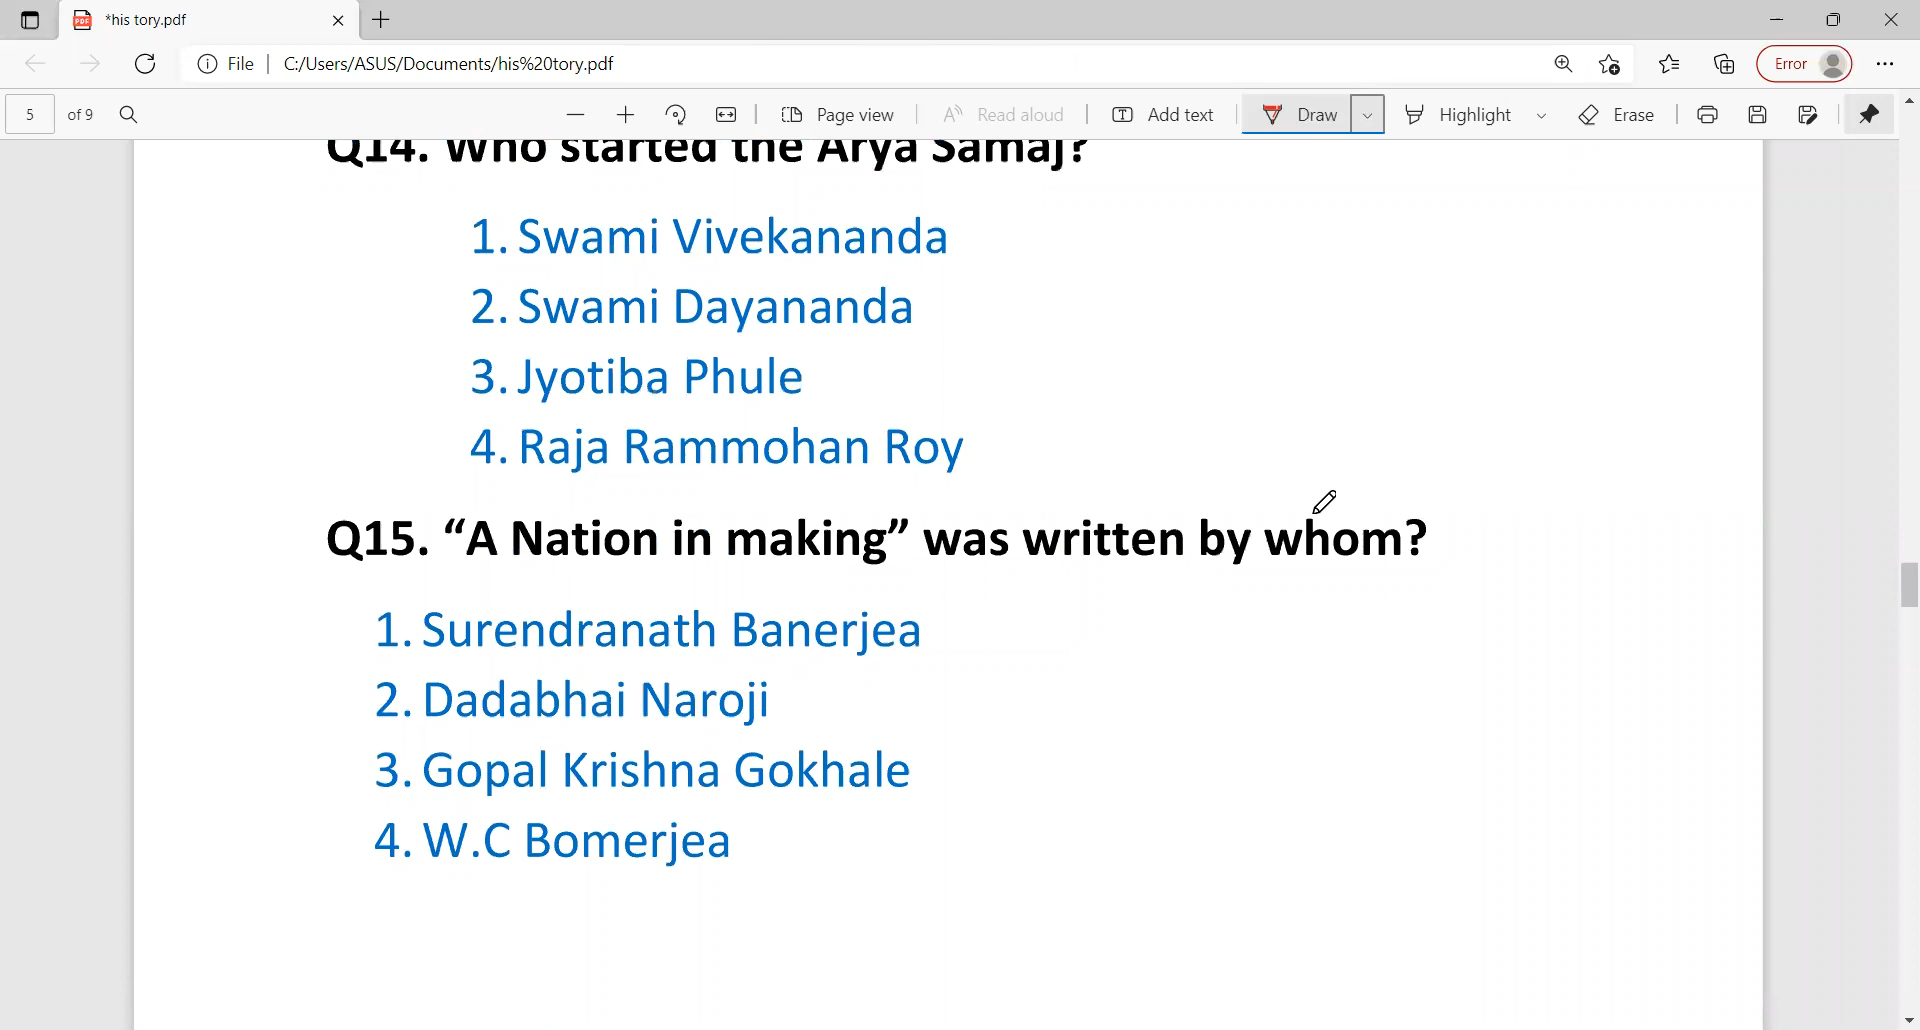 *his tory.pdf
File C:/Users/ASUS/Documents/his%20tory.pdf Error
5 of 9 Page view Read aloud Add text Draw Highlight Erase
Q14. Who started the Arya Samaj?
1. Swami Vivekananda
2. Swami Dayananda
3. Jyotiba Phule
4. Raja Rammohan Roy
Q15. “A Nation in making” was written by whom?
1. Surendranath Banerjea
2. Dadabhai Naroji
3. Gopal Krishna Gokhale
4. W.C Bomerjea